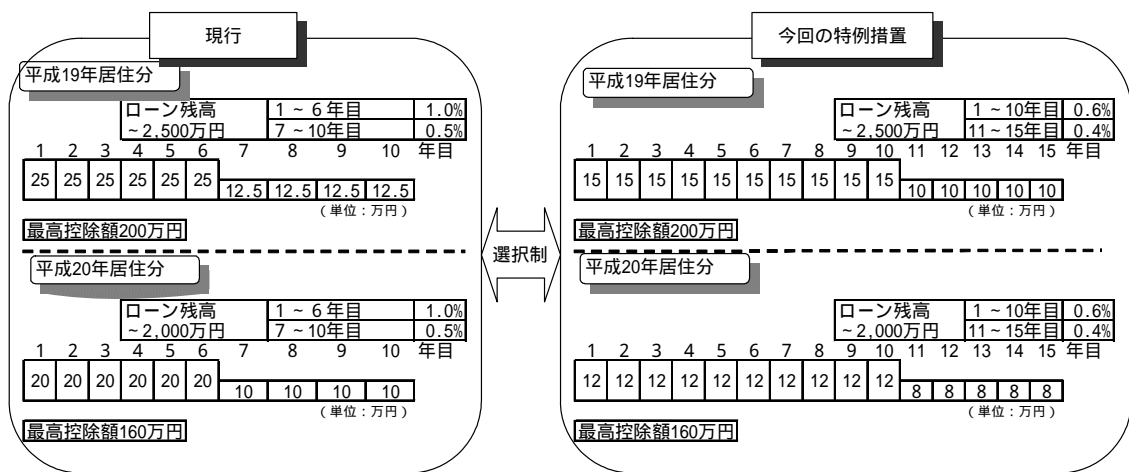 現行
平成19年居住分
ローン残高 1～6年目 1.0%
～2,500万円 7～10年目 0.5%
1 2 3 4 5 6 7 8 9 10 年目
25 25 25 25 25 25 12.5 12.5 12.5 12.5
（単位：万円）
最高控除額200万円
平成20年居住分
ローン残高 1～6年目 1.0%
～2,000万円 7～10年目 0.5%
1 2 3 4 5 6 7 8 9 10 年目
20 20 20 20 20 20 10 10 10 10
（単位：万円）
最高控除額160万円
選択制
今回の特例措置
平成19年居住分
ローン残高 1～10年目 0.6%
～2,500万円 11～15年目 0.4%
1 2 3 4 5 6 7 8 9 10 11 12 13 14 15 年目
15 15 15 15 15 15 15 15 15 15 10 10 10 10 10
（単位：万円）
最高控除額200万円
平成20年居住分
ローン残高 1～10年目 0.6%
～2,000万円 11～15年目 0.4%
1 2 3 4 5 6 7 8 9 10 11 12 13 14 15 年目
12 12 12 12 12 12 12 12 12 12 8 8 8 8 8
（単位：万円）
最高控除額160万円